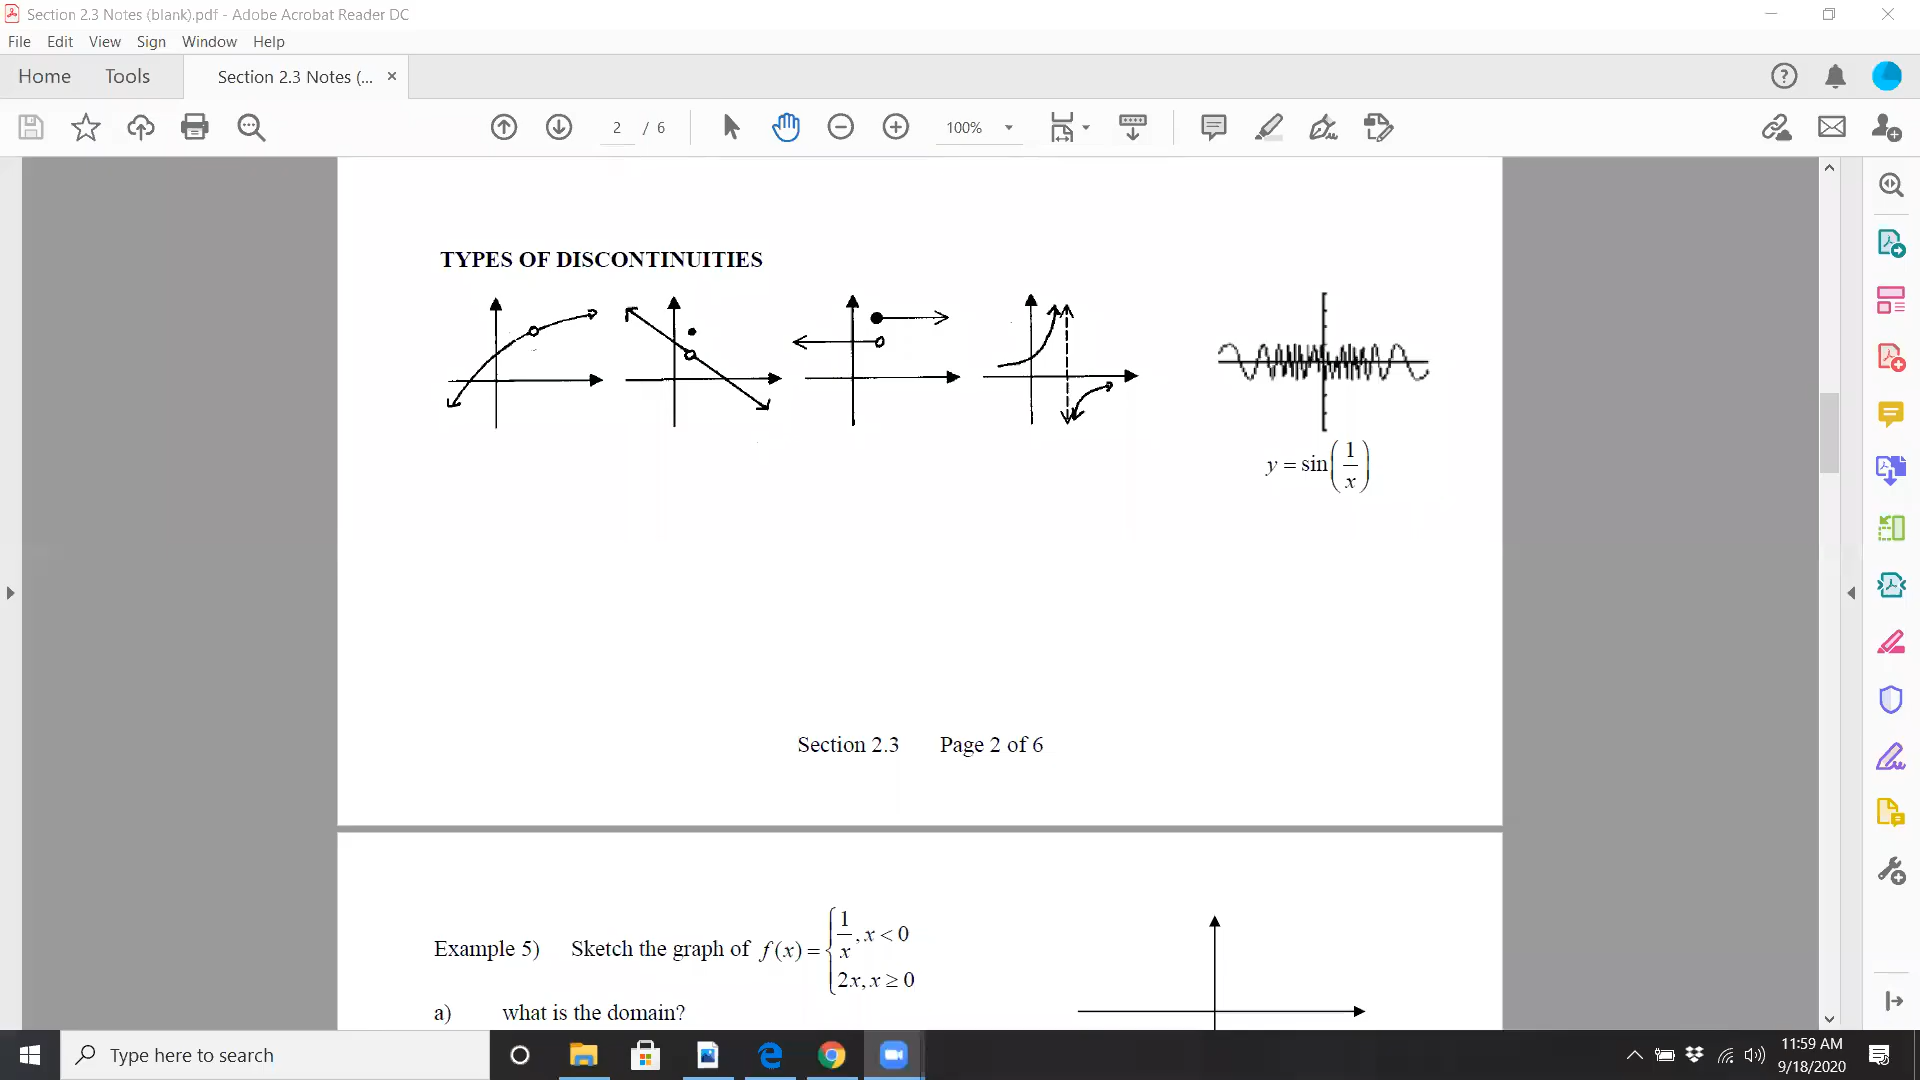 Section 2.3 Notes (blank).pdf - Adobe Acrobat Reader DC
File Edit View Sign Window Help
Home Tools Section 2.3 Notes (... ×
2 / 6 100%
TYPES OF DISCONTINUITIES
y = sin(1/x)
Section 2.3 Page 2 of 6
Example 5) Sketch the graph of f(x) = { 1/x, x < 0
2x, x ≥ 0
a) what is the domain?
Type here to search
11:59 AM
9/18/2020